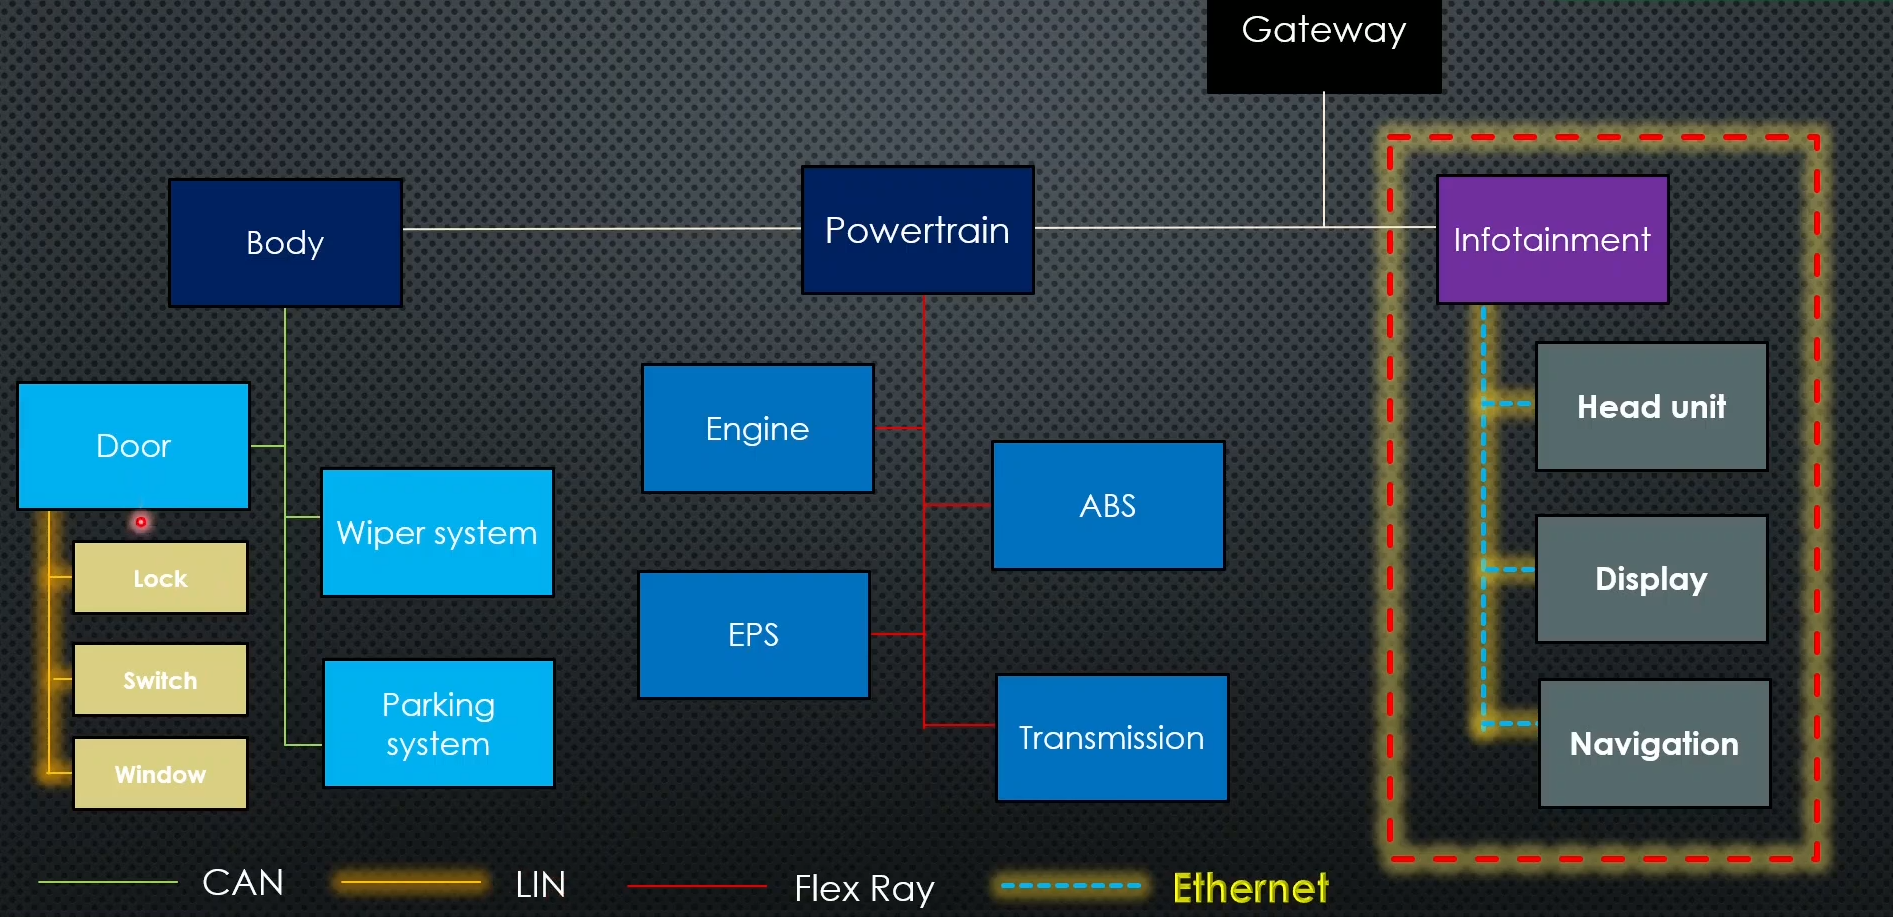 Gateway
Body
Powertrain
Infotainment
Door
Wiper system
Lock
Switch
Window
Parking
system
Engine
ABS
EPS
Transmission
Head unit
Display
Navigation
CAN
LIN
Flex Ray
Ethernet